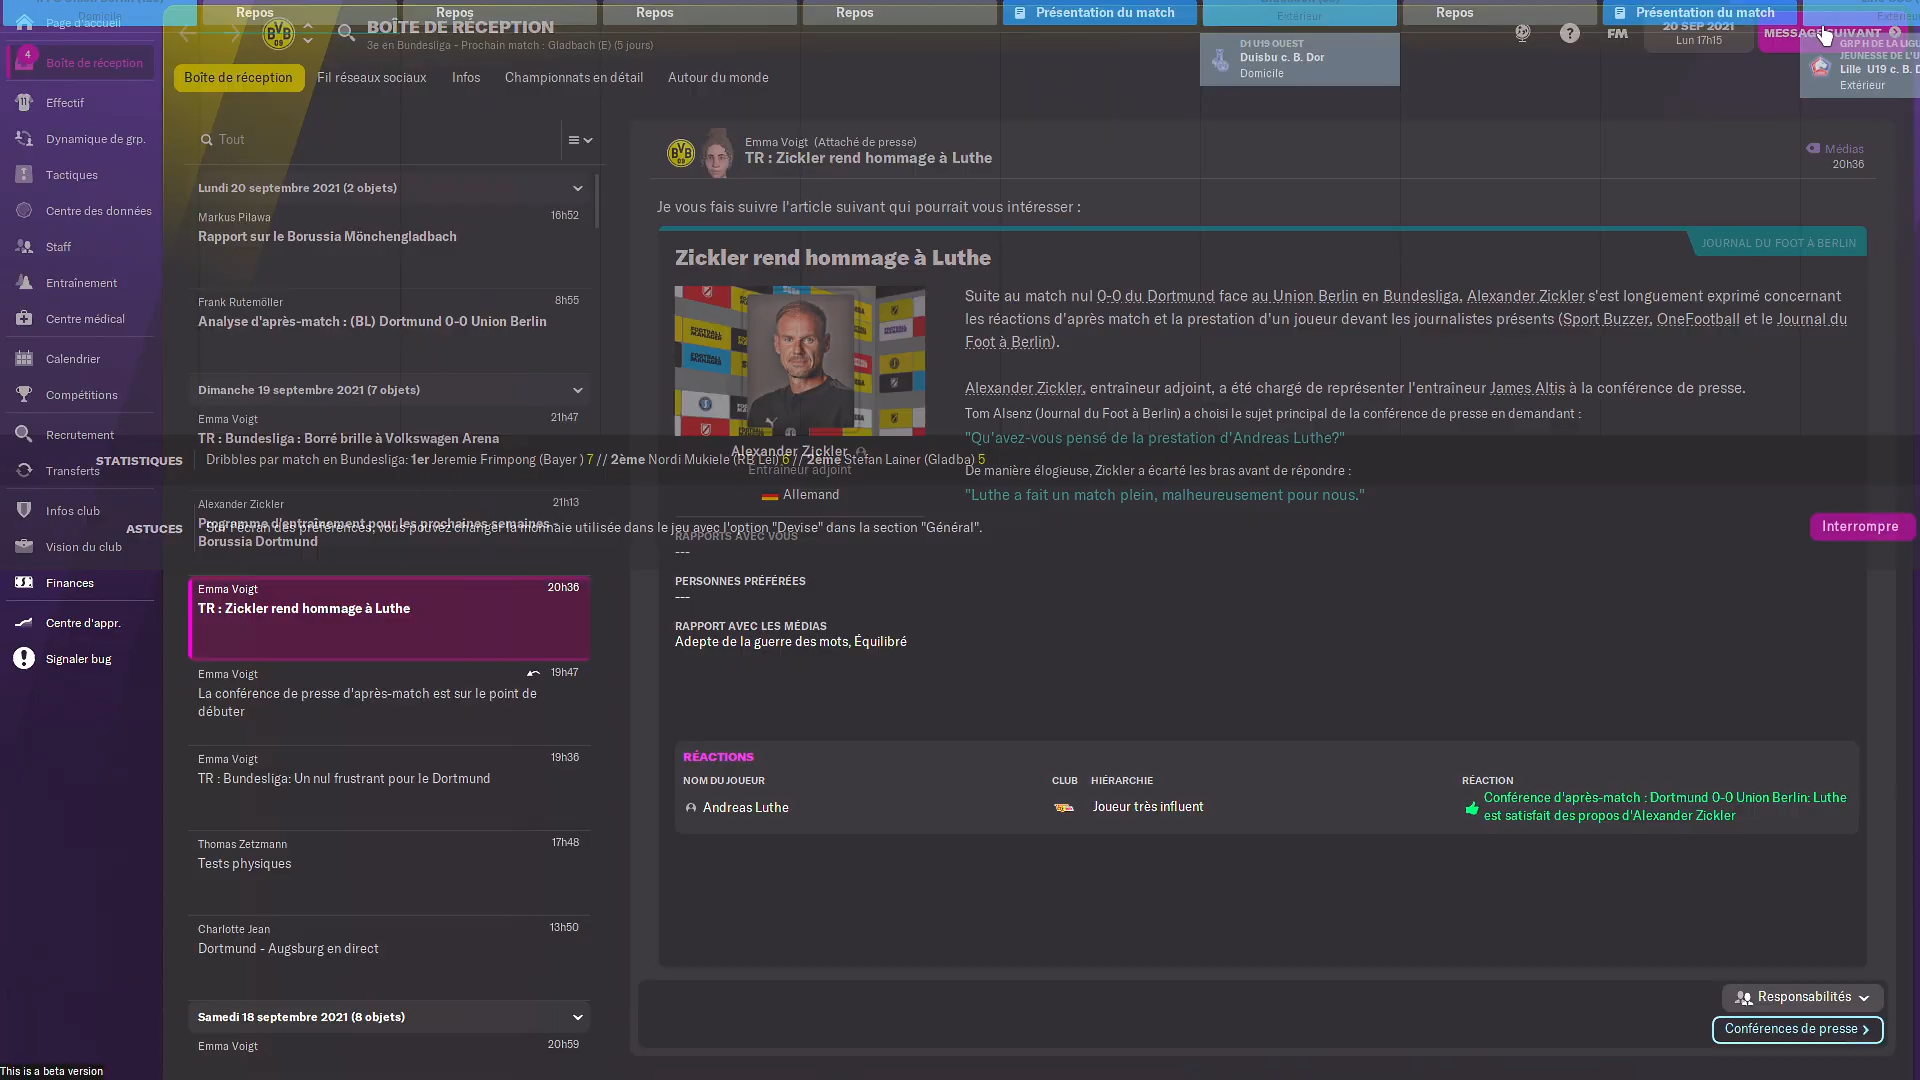 Repos
Repos
Repos
Repos
Présentation du match
Extérieur
Repos
Présentation du match
Domicile
Page d'accueil
BOÎTE DE RÉCEPTION
3e en Bundesliga - Prochain match : Gladbach (E) (5 jours)
FM
20 SEP 2021
Lun 17h15
MESSAGE SUIVANT
D1 U19 OUEST
Duisbu c. B. Dor
Domicile
JEUNESSE DE L'U
Lille U19 c. B. D
Extérieur
4
Boîte de réception
Effectif
Dynamique de grp.
Tactiques
Centre des données
Staff
Entraînement
Centre médical
Calendrier
Compétitions
Recrutement
Transferts
Infos club
Vision du club
Finances
Centre d'appr.
Signaler bug
This is a beta version
Boîte de réception
Fil réseaux sociaux
Infos
Championnats en détail
Autour du monde
Tout
Lundi 20 septembre 2021 (2 objets)
Markus Pilawa
16h52
Rapport sur le Borussia Mönchengladbach
Frank Rutemöller
8h55
Analyse d'après-match : (BL) Dortmund 0-0 Union Berlin
Dimanche 19 septembre 2021 (7 objets)
Emma Voigt
21h47
TR : Bundesliga : Borré brille à Volkswagen Arena
STATISTIQUES
Dribbles par match en Bundesliga: 1er Jeremie Frimpong (Bayer ) 7 // 2ème Nordi Mukiele (RB Lei) 6 // 2ème Stefan Lainer (Gladba) 5
Alexander Zickler
21h13
Programme d'entraînement pour les prochaines semaines -
Borussia Dortmund
ASTUCES
Sur l'écran des préférences, vous pouvez changer la monnaie utilisée dans le jeu avec l'option "Devise" dans la section "Général".
Interrompre
Emma Voigt
20h36
TR : Zickler rend hommage à Luthe
Emma Voigt
19h47
La conférence de presse d'après-match est sur le point de
débuter
Emma Voigt
19h36
TR : Bundesliga: Un nul frustrant pour le Dortmund
Thomas Zetzmann
17h48
Tests physiques
Charlotte Jean
13h50
Dortmund - Augsburg en direct
Samedi 18 septembre 2021 (8 objets)
Emma Voigt
20h59
Emma Voigt (Attaché de presse)
TR : Zickler rend hommage à Luthe
Médias
20h36
Je vous fais suivre l'article suivant qui pourrait vous intéresser :
JOURNAL DU FOOT À BERLIN
Zickler rend hommage à Luthe
Suite au match nul 0-0 du Dortmund face au Union Berlin en Bundesliga, Alexander Zickler s'est longuement exprimé concernant
les réactions d'après match et la prestation d'un joueur devant les journalistes présents (Sport Buzzer, OneFootball et le Journal du
Foot à Berlin).
Alexander Zickler, entraîneur adjoint, a été chargé de représenter l'entraîneur James Altis à la conférence de presse.
Tom Alsenz (Journal du Foot à Berlin) a choisi le sujet principal de la conférence de presse en demandant :
"Qu'avez-vous pensé de la prestation d'Andreas Luthe?"
De manière élogieuse, Zickler a écarté les bras avant de répondre :
"Luthe a fait un match plein, malheureusement pour nous."
Alexander Zickler
Entraîneur adjoint
Allemand
RAPPORTS AVEC VOUS
---
PERSONNES PRÉFÉRÉES
---
RAPPORT AVEC LES MÉDIAS
Adepte de la guerre des mots, Équilibré
RÉACTIONS
NOM DU JOUEUR
CLUB
HIÉRARCHIE
RÉACTION
Andreas Luthe
Joueur très influent
Conférence d'après-match : Dortmund 0-0 Union Berlin: Luthe
est satisfait des propos d'Alexander Zickler
Responsabilités
Conférences de presse